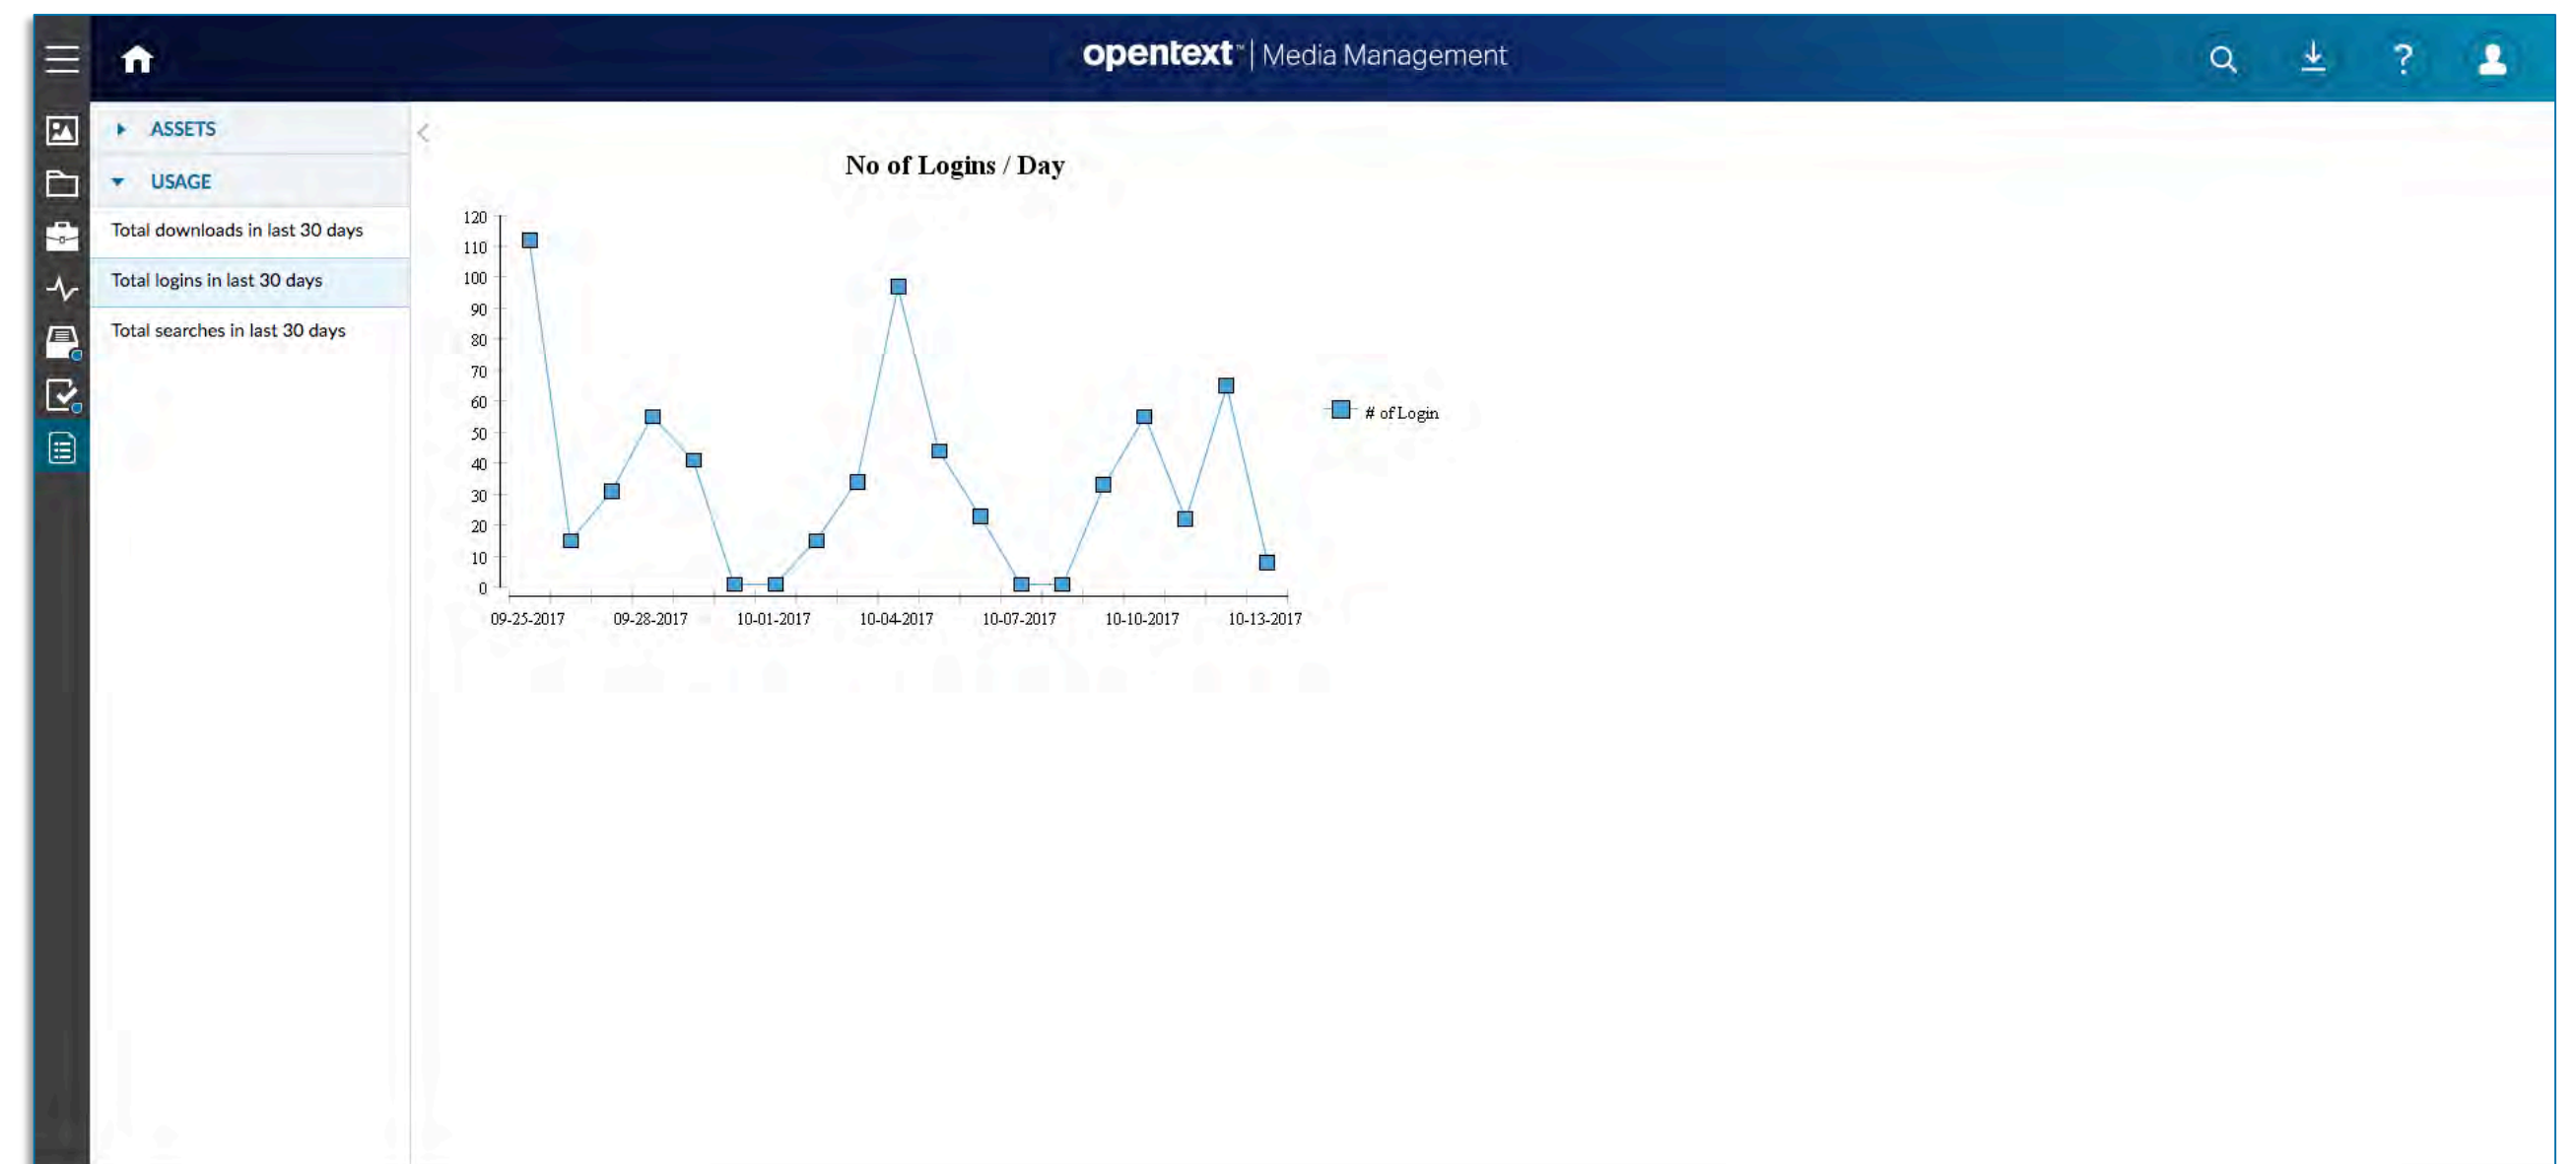 opentext™ | Media Management
ASSETS
USAGE
Total downloads in last 30 days
Total logins in last 30 days
Total searches in last 30 days
No of Logins / Day
120
110
100
90
80
70
60
50
40
30
20
10
0
09-25-2017 09-28-2017 10-01-2017 10-04-2017 10-07-2017 10-10-2017 10-13-2017
# of Login